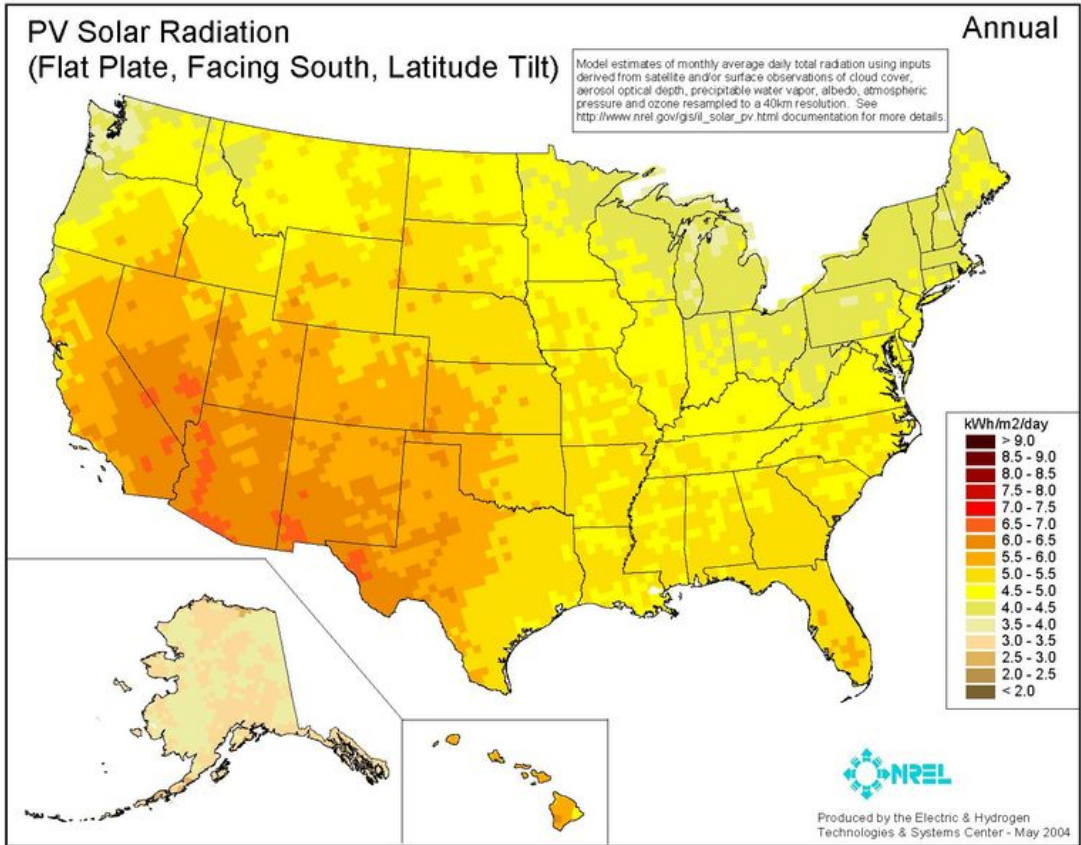 PV Solar Radiation
(Flat Plate, Facing South, Latitude Tilt)
Annual
Model estimates of monthly average daily total radiation using inputs
derived from satellite and/or surface observations of cloud cover,
aerosol optical depth, precipitable water vapor, albedo, atmospheric
pressure and ozone resampled to a 40km resolution. See
http://www.nrel.gov/gis/il_solar_pv.html documentation for more details.
kWh/m2/day
> 9.0
8.5 - 9.0
8.0 - 8.5
7.5 - 8.0
7.0 - 7.5
6.5 - 7.0
6.0 - 6.5
5.5 - 6.0
5.0 - 5.5
4.5 - 5.0
4.0 - 4.5
3.5 - 4.0
3.0 - 3.5
2.5 - 3.0
2.0 - 2.5
< 2.0
NREL
Produced by the Electric & Hydrogen
Technologies & Systems Center - May 2004